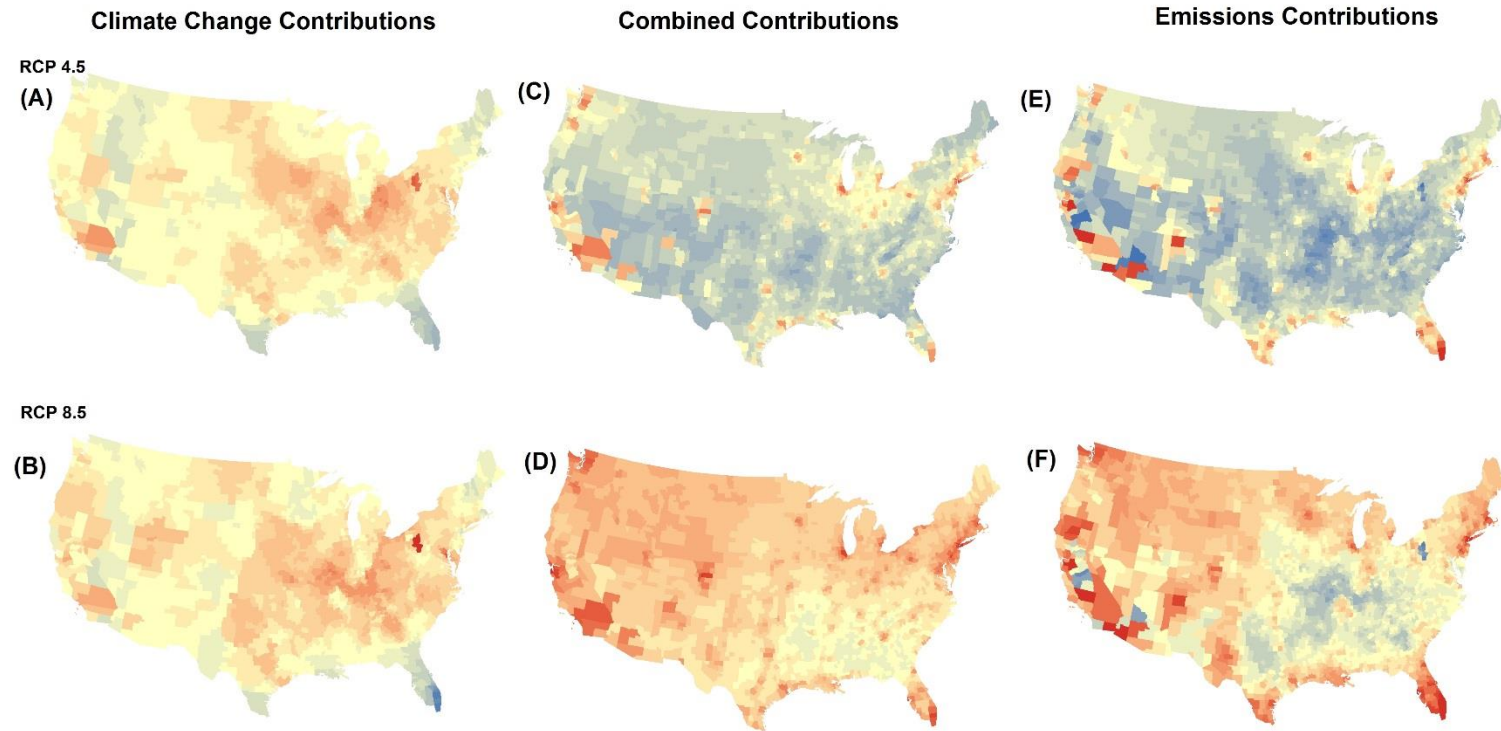 Climate Change Contributions
Combined Contributions
Emissions Contributions
RCP 4.5
(A)
(C)
(E)
RCP 8.5
(B)
(D)
(F)